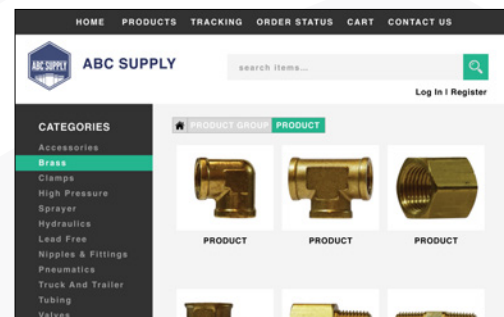 HOME PRODUCTS TRACKING ORDER STATUS CART CONTACT US
ABC SUPPLY
ABC SUPPLY
search items...
Log In I Register
CATEGORIES
PRODUCT GROUP PRODUCT
Accessories
Brass
Clamps
High Pressure
Sprayer
Hydraulics
Lead Free
Nipples & Fittings
Pneumatics
Truck And Trailer
Tubing
Valves
PRODUCT PRODUCT PRODUCT